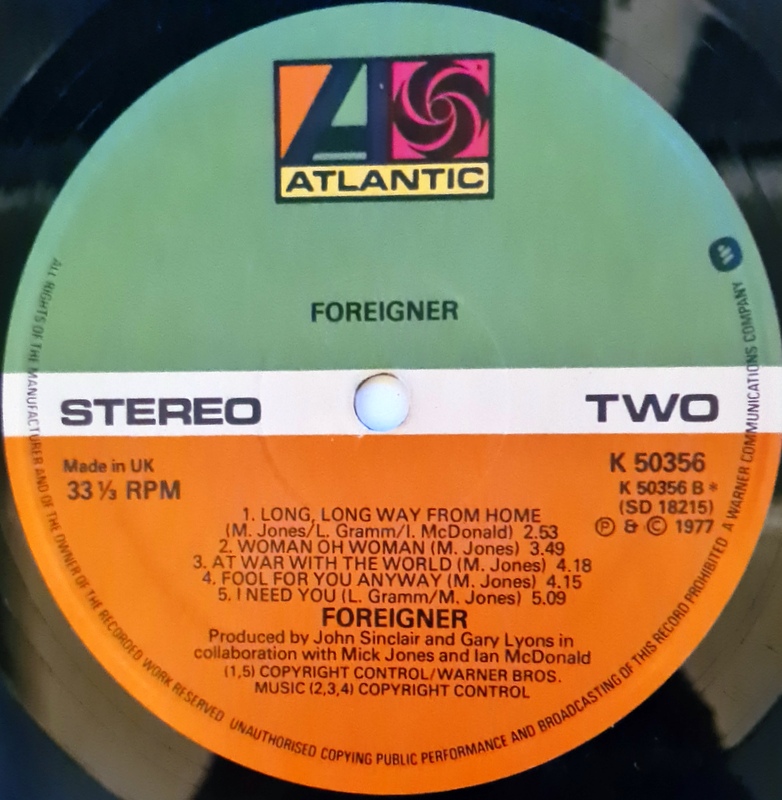 ATLANTIC
FOREIGNER
STEREO
TWO
Made in UK
33 ⅓ RPM
K 50356
K 50356 B *
(SD 18215)
Ⓟ & © 1977
1. LONG, LONG WAY FROM HOME
(M. Jones/L. Gramm/I. McDonald) 2.53
2. WOMAN OH WOMAN (M. Jones) 3.49
3. AT WAR WITH THE WORLD (M. Jones) 4.18
4. FOOL FOR YOU ANYWAY (M. Jones) 4.15
5. I NEED YOU (L. Gramm/M. Jones) 5.09
FOREIGNER
Produced by John Sinclair and Gary Lyons in
collaboration with Mick Jones and Ian McDonald
(1,5) COPYRIGHT CONTROL/WARNER BROS.
MUSIC (2,3,4) COPYRIGHT CONTROL
ALL RIGHTS OF THE MANUFACTURER AND OF THE OWNER OF THE RECORDED WORK RESERVED UNAUTHORISED COPYING PUBLIC PERFORMANCE AND BROADCASTING OF THIS RECORD PROHIBITED A WARNER COMMUNICATIONS COMPANY